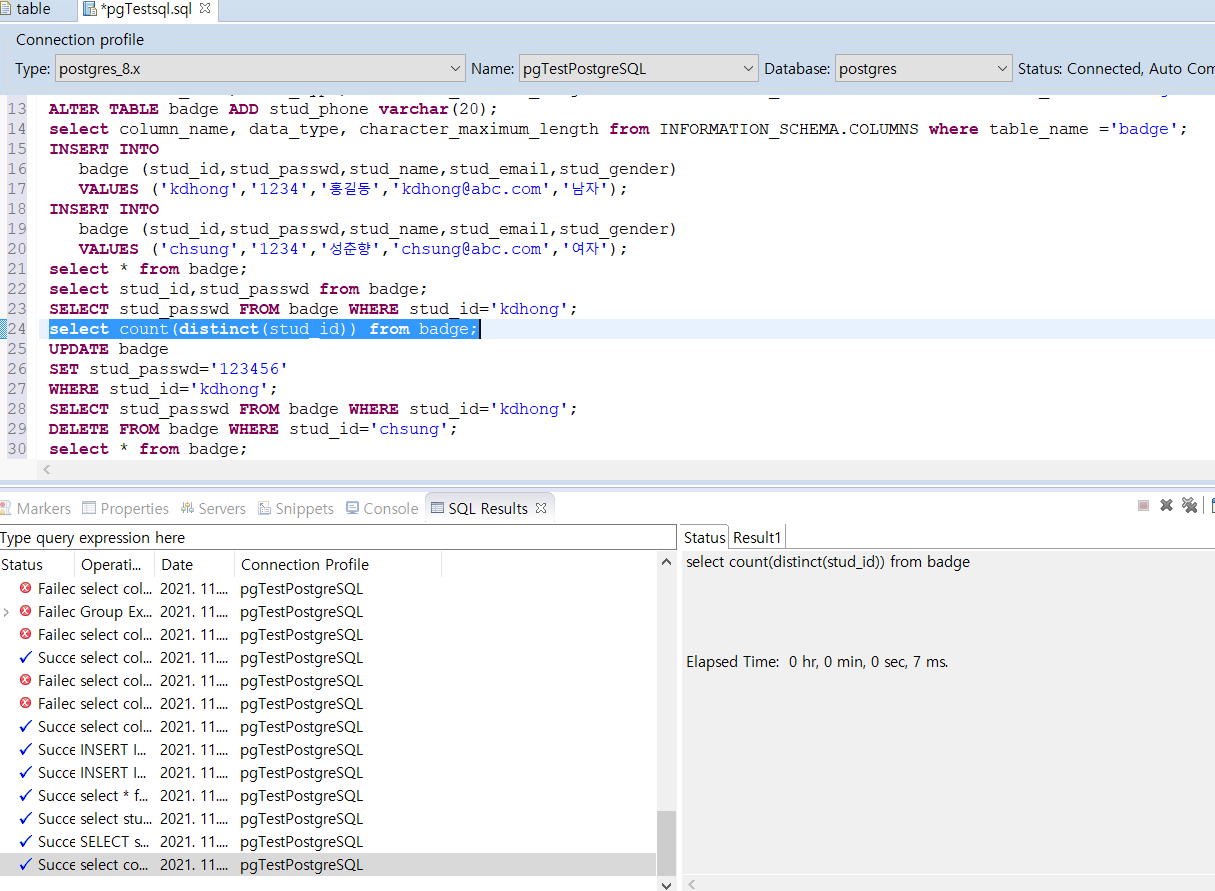 table *pgTestsql.sql
Connection profile
Type: postgres_8.x Name: pgTestPostgreSQL Database: postgres Status: Connected, Auto Com
13 ALTER TABLE badge ADD stud_phone varchar(20);
14 select column_name, data_type, character_maximum_length from INFORMATION_SCHEMA.COLUMNS where table_name ='badge';
15 INSERT INTO
16 badge (stud_id,stud_passwd,stud_name,stud_email,stud_gender)
17 VALUES ('kdhong','1234','홍길동','kdhong@abc.com','남자');
18 INSERT INTO
19 badge (stud_id,stud_passwd,stud_name,stud_email,stud_gender)
20 VALUES ('chsung','1234','성춘향','chsung@abc.com','여자');
21 select * from badge;
22 select stud_id,stud_passwd from badge;
23 SELECT stud_passwd FROM badge WHERE stud_id='kdhong';
24 select count(distinct(stud_id)) from badge;
25 UPDATE badge
26 SET stud_passwd='123456'
27 WHERE stud_id='kdhong';
28 SELECT stud_passwd FROM badge WHERE stud_id='kdhong';
29 DELETE FROM badge WHERE stud_id='chsung';
30 select * from badge;
Markers Properties Servers Snippets Console SQL Results
Type query expression here
Status Operati... Date Connection Profile
Failec select col... 2021. 11.... pgTestPostgreSQL
Failec Group Ex... 2021. 11.... pgTestPostgreSQL
Failec select col... 2021. 11.... pgTestPostgreSQL
Succe select col... 2021. 11.... pgTestPostgreSQL
Failec select col... 2021. 11.... pgTestPostgreSQL
Failec select col... 2021. 11.... pgTestPostgreSQL
Succe select col... 2021. 11.... pgTestPostgreSQL
Succe INSERT I... 2021. 11.... pgTestPostgreSQL
Succe INSERT I... 2021. 11.... pgTestPostgreSQL
Succe select * f... 2021. 11.... pgTestPostgreSQL
Succe select stu... 2021. 11.... pgTestPostgreSQL
Succe SELECT s... 2021. 11.... pgTestPostgreSQL
Succe select co... 2021. 11.... pgTestPostgreSQL
Status Result1
select count(distinct(stud_id)) from badge
Elapsed Time: 0 hr, 0 min, 0 sec, 7 ms.